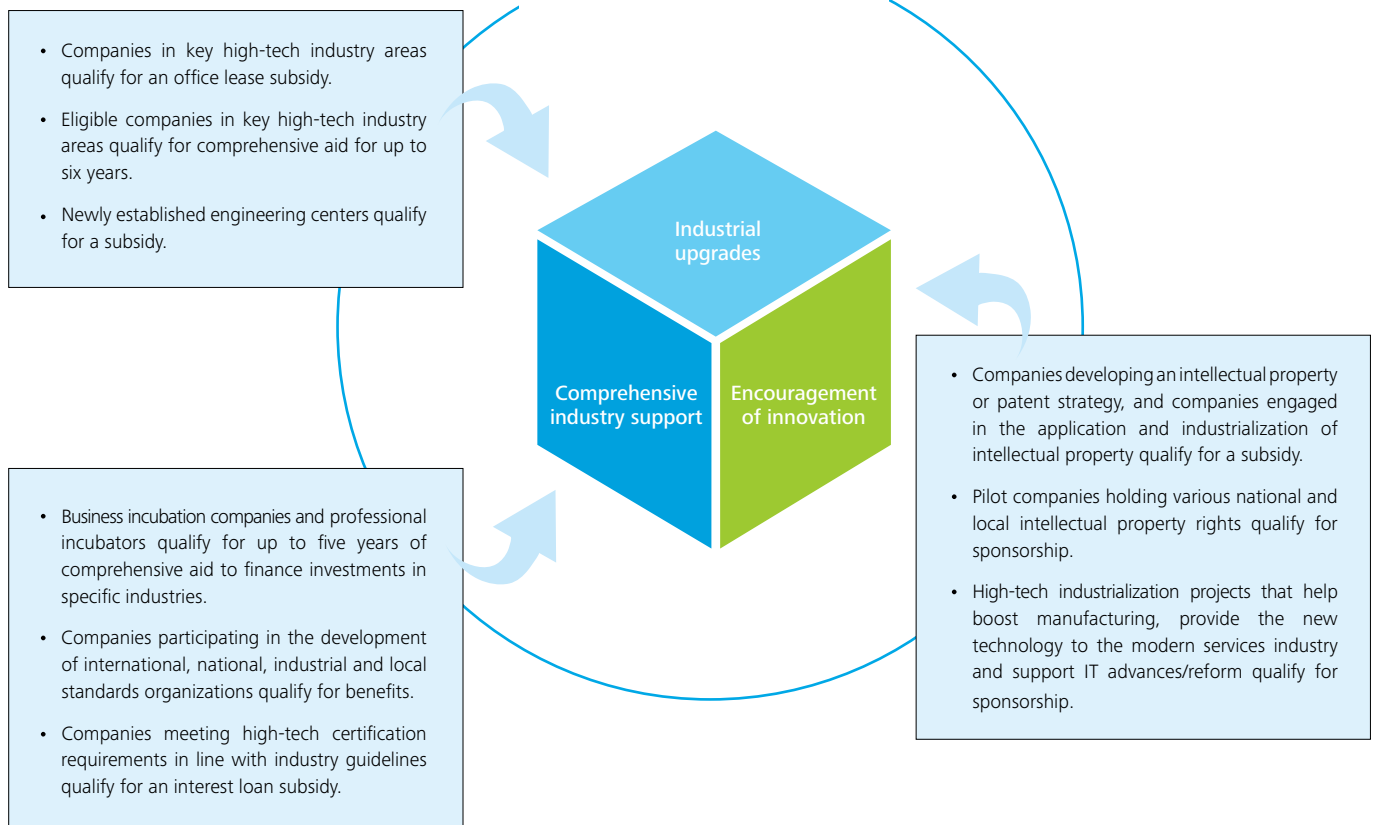 • Companies in key high-tech industry areas
qualify for an office lease subsidy.
• Eligible companies in key high-tech industry
areas qualify for comprehensive aid for up to
six years.
• Newly established engineering centers qualify
for a subsidy.
Industrial
upgrades
Comprehensive
industry support
Encouragement
of innovation
• Companies developing an intellectual property
or patent strategy, and companies engaged
in the application and industrialization of
intellectual property qualify for a subsidy.
• Pilot companies holding various national and
local intellectual property rights qualify for
sponsorship.
• High-tech industrialization projects that help
boost manufacturing, provide the new
technology to the modern services industry
and support IT advances/reform qualify for
sponsorship.
• Business incubation companies and professional
incubators qualify for up to five years of
comprehensive aid to finance investments in
specific industries.
• Companies participating in the development
of international, national, industrial and local
standards organizations qualify for benefits.
• Companies meeting high-tech certification
requirements in line with industry guidelines
qualify for an interest loan subsidy.